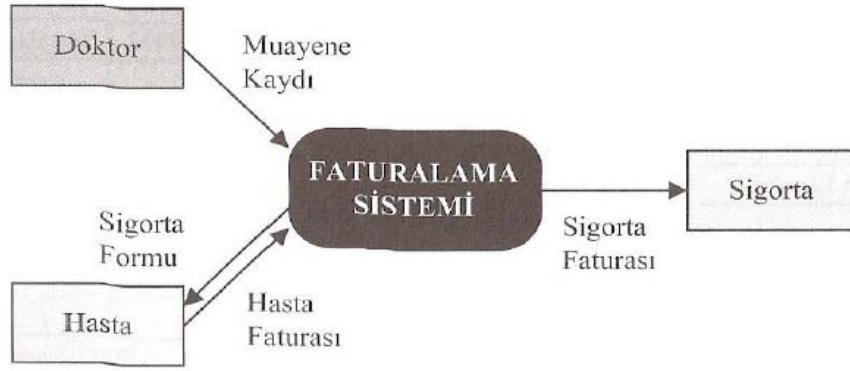 Doktor
Muayene
Kaydı
FATURALAMA
SİSTEMİ
Sigorta
Sigorta
Faturası
Sigorta
Formu
Hasta
Hasta
Faturası